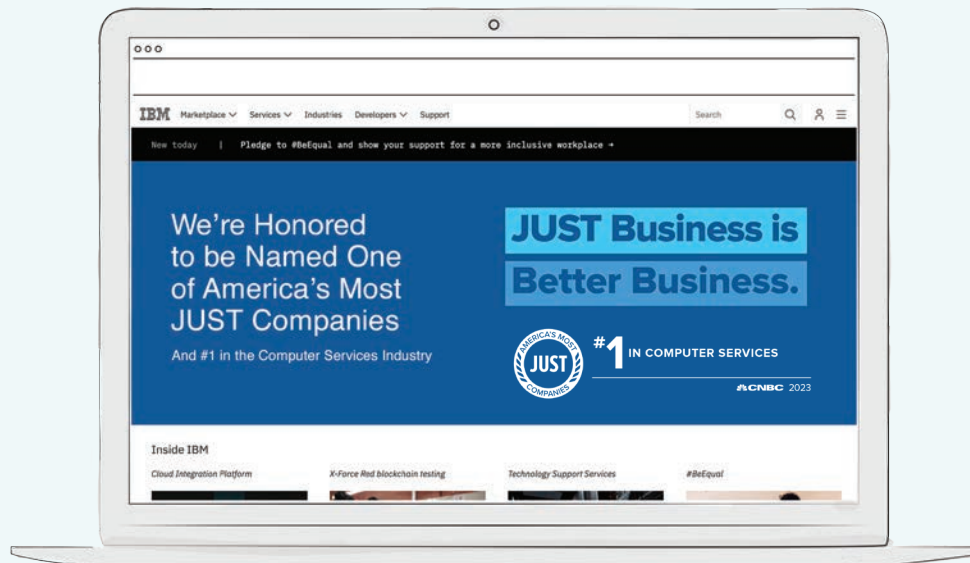 IBM Marketplace Services Industries Developers Support Search
New today | Pledge to #BeEqual and show your support for a more inclusive workplace →
We're Honored
to be Named One
of America's Most
JUST Companies
And #1 in the Computer Services Industry
JUST Business is
Better Business.
AMERICA'S MOST
JUST
COMPANIES
#1 IN COMPUTER SERVICES
CNBC 2023
Inside IBM
Cloud Integration Platform X-Force Red blockchain testing Technology Support Services #BeEqual